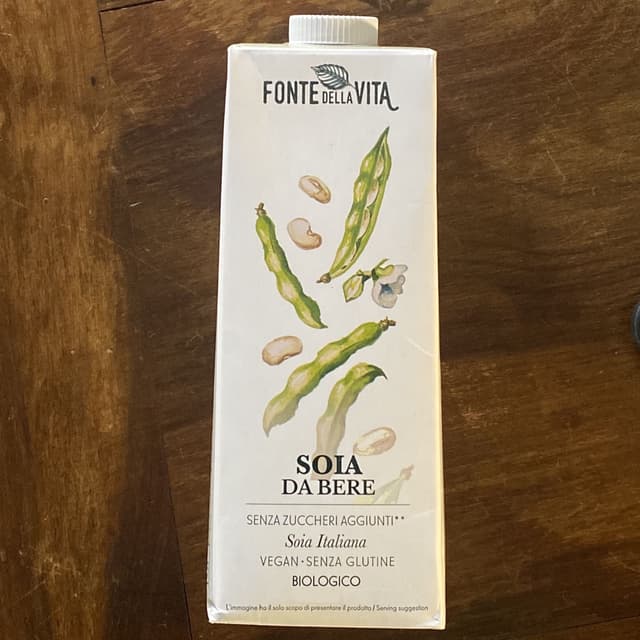 FONTE DELLA VITA
SOIA
DA BERE
SENZA ZUCCHERI AGGIUNTI**
Soia Italiana
VEGAN • SENZA GLUTINE
BIOLOGICO
L'immagine ha il solo scopo di presentare il prodotto / Serving suggestion